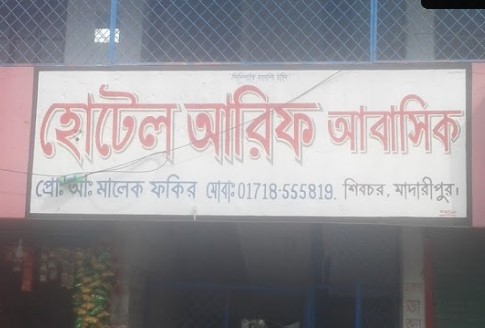 হোটেল আরিফ আবাসিক
প্রোঃ আঃ মালেক ফকির মোবাঃ 01718-555819. শিবচর, মাদারীপুর।